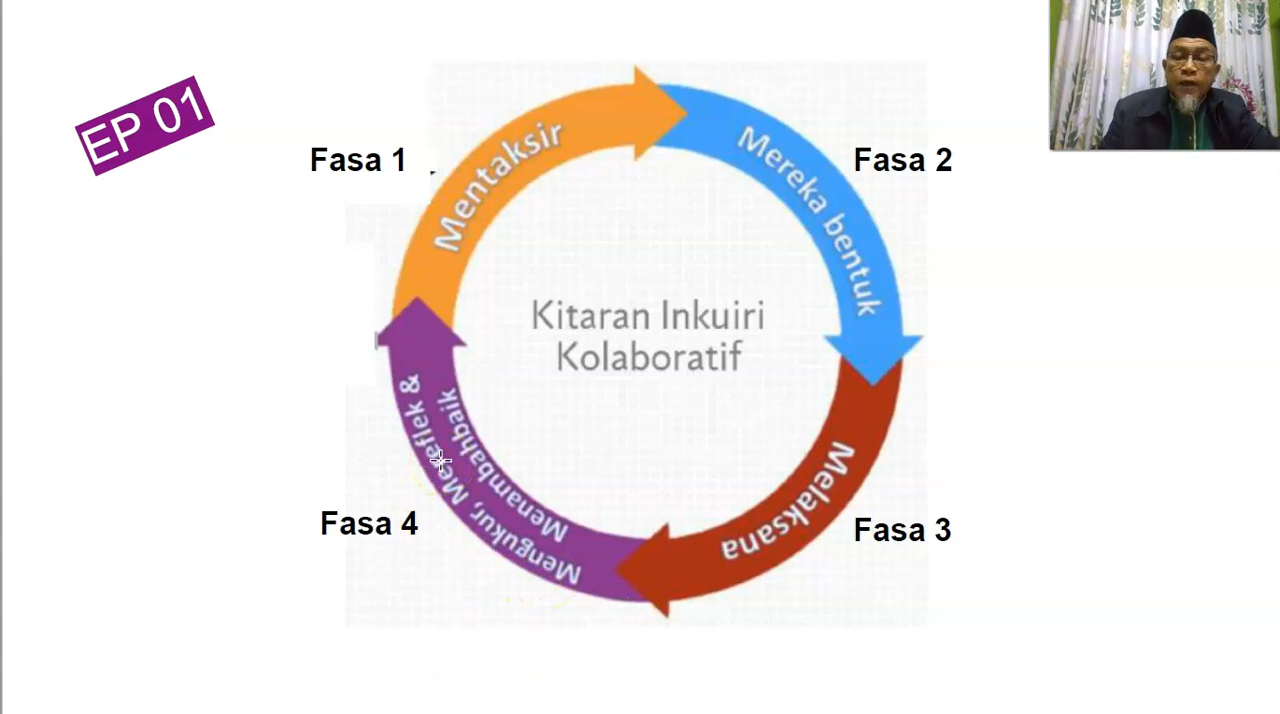 EP 01
Fasa 1
Mentaksir
Mereka bentuk
Fasa 2
Kitaran Inkuiri
Kolaboratif
Mengukur, Mereflek &
Menambahbaik
Melaksana
Fasa 4
Fasa 3